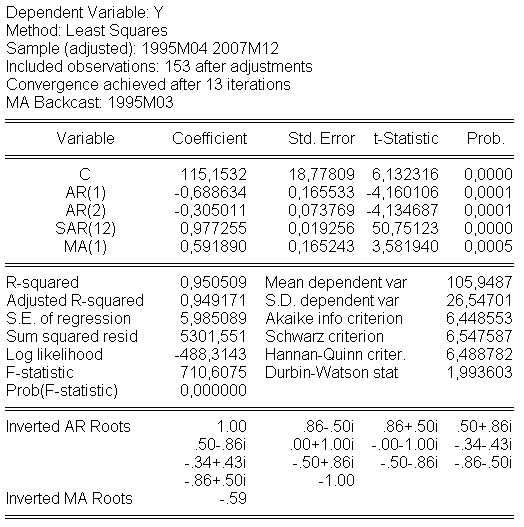 Dependent Variable: Y
Method: Least Squares
Sample (adjusted): 1995M04 2007M12
Included observations: 153 after adjustments
Convergence achieved after 13 iterations
MA Backcast: 1995M03
Variable Coefficient Std. Error t-Statistic Prob.
C 115,1532 18,77809 6,132316 0,0000
AR(1) -0,688634 0,165533 -4,160106 0,0001
AR(2) -0,305011 0,073769 -4,134687 0,0001
SAR(12) 0,977255 0,019256 50,75123 0,0000
MA(1) 0,591890 0,165243 3,581940 0,0005
R-squared 0,950509 Mean dependent var 105,9487
Adjusted R-squared 0,949171 S.D. dependent var 26,54701
S.E. of regression 5,985089 Akaike info criterion 6,448553
Sum squared resid 5301,551 Schwarz criterion 6,547587
Log likelihood -488,3143 Hannan-Quinn criter. 6,488782
F-statistic 710,6075 Durbin-Watson stat 1,993603
Prob(F-statistic) 0,000000
Inverted AR Roots 1.00 .86-.50i .86+.50i .50+.86i
.50-.86i .00+1.00i -.00-1.00i -.34-.43i
-.34+.43i -.50+.86i -.50-.86i -.86-.50i
-.86+.50i -1.00
Inverted MA Roots -.59